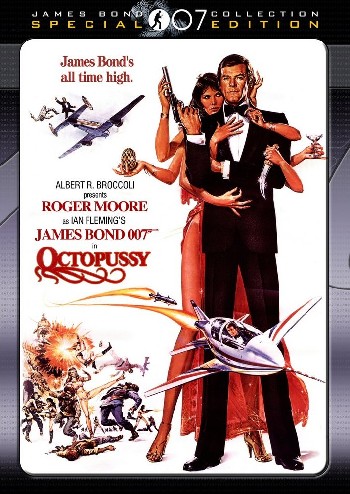 JAMES BOND 007 COLLECTION
SPECIAL EDITION
James Bond's
all time high.
ALBERT R. BROCCOLI
presents
ROGER MOORE
as IAN FLEMING'S
JAMES BOND 007
in
OCTOPUSSY